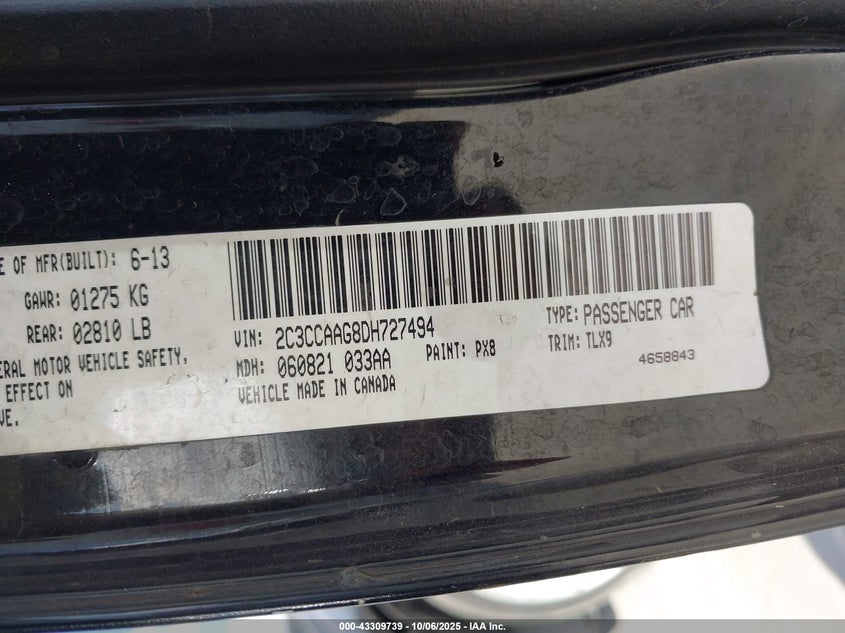 E OF MFR(BUILT): 6-13
GAWR: 01275 KG
REAR: 02810 LB
ERAL MOTOR VEHICLE SAFETY,
EFFECT ON
VE.
VIN: 2C3CCAAG8DH727494
TYPE: PASSENGER CAR
MDH: 060821 033AA
PAINT: PX8
TRIM: TLX9
VEHICLE MADE IN CANADA
4658843
000-43309739 - 10/06/2025 - IAA Inc.